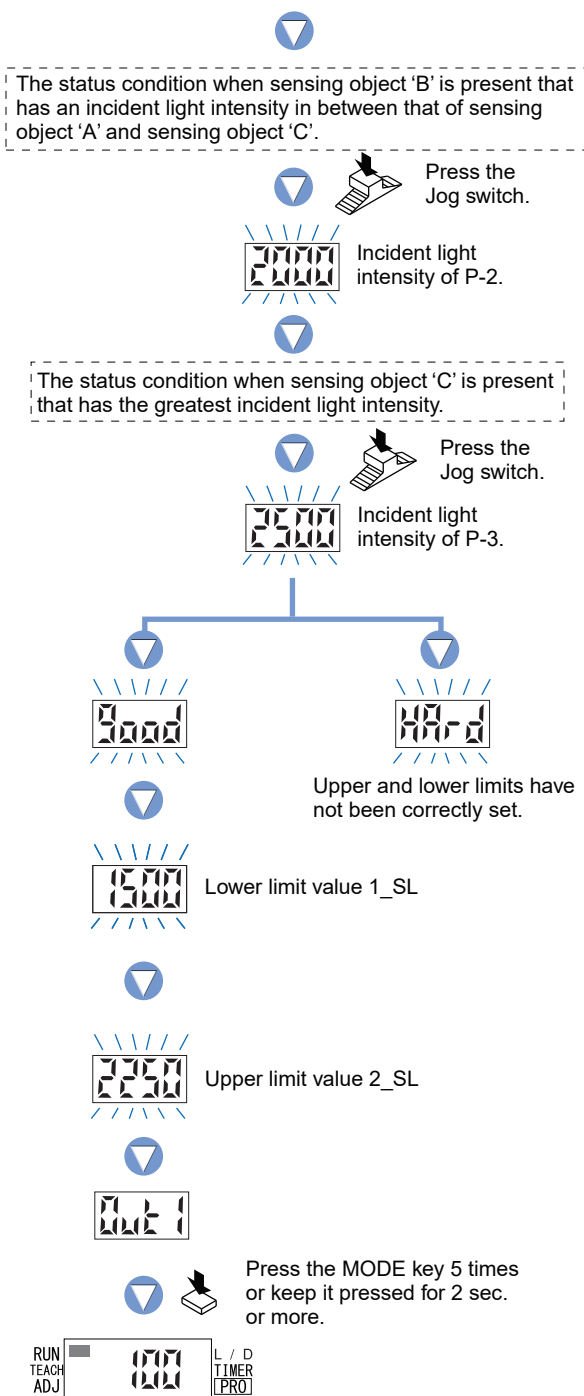 The status condition when sensing object ‘B’ is present that
has an incident light intensity in between that of sensing
object ‘A’ and sensing object ‘C’.
Press the
Jog switch.
2000
Incident light
intensity of P-2.
The status condition when sensing object ‘C’ is present
that has the greatest incident light intensity.
Press the
Jog switch.
2500
Incident light
intensity of P-3.
good
HArd
Upper and lower limits have
not been correctly set.
1500
Lower limit value 1_SL
2250
Upper limit value 2_SL
Out 1
Press the MODE key 5 times
or keep it pressed for 2 sec.
or more.
RUN
TEACH
ADJ
100
L / D
TIMER
PRO